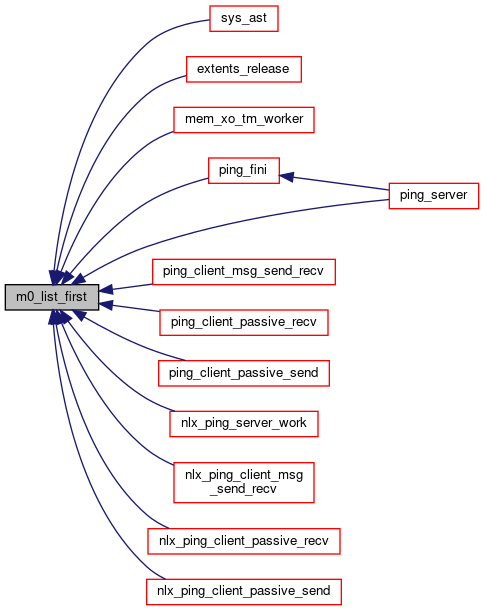 sys_ast
extents_release
mem_xo_tm_worker
ping_fini
ping_server
ping_client_msg_send_recv
m0_list_first
ping_client_passive_recv
ping_client_passive_send
nlx_ping_server_work
nlx_ping_client_msg
_send_recv
nlx_ping_client_passive_recv
nlx_ping_client_passive_send